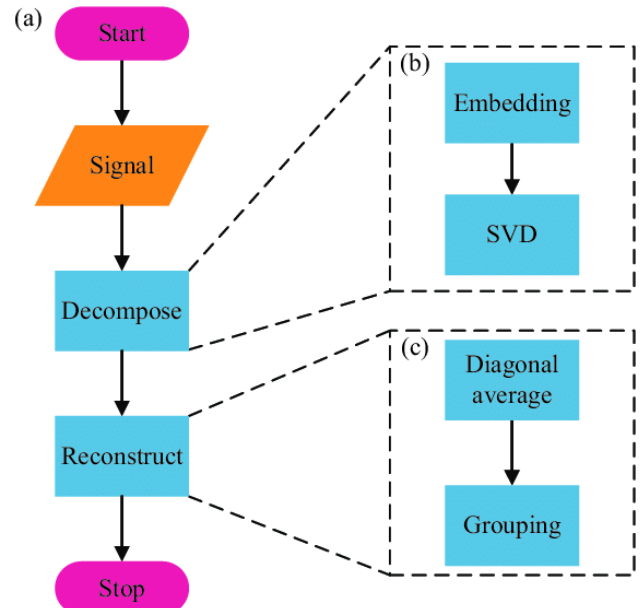 (a)
Start
Signal
Decompose
Reconstruct
Stop
(b)
Embedding
SVD
(c)
Diagonal
average
Grouping